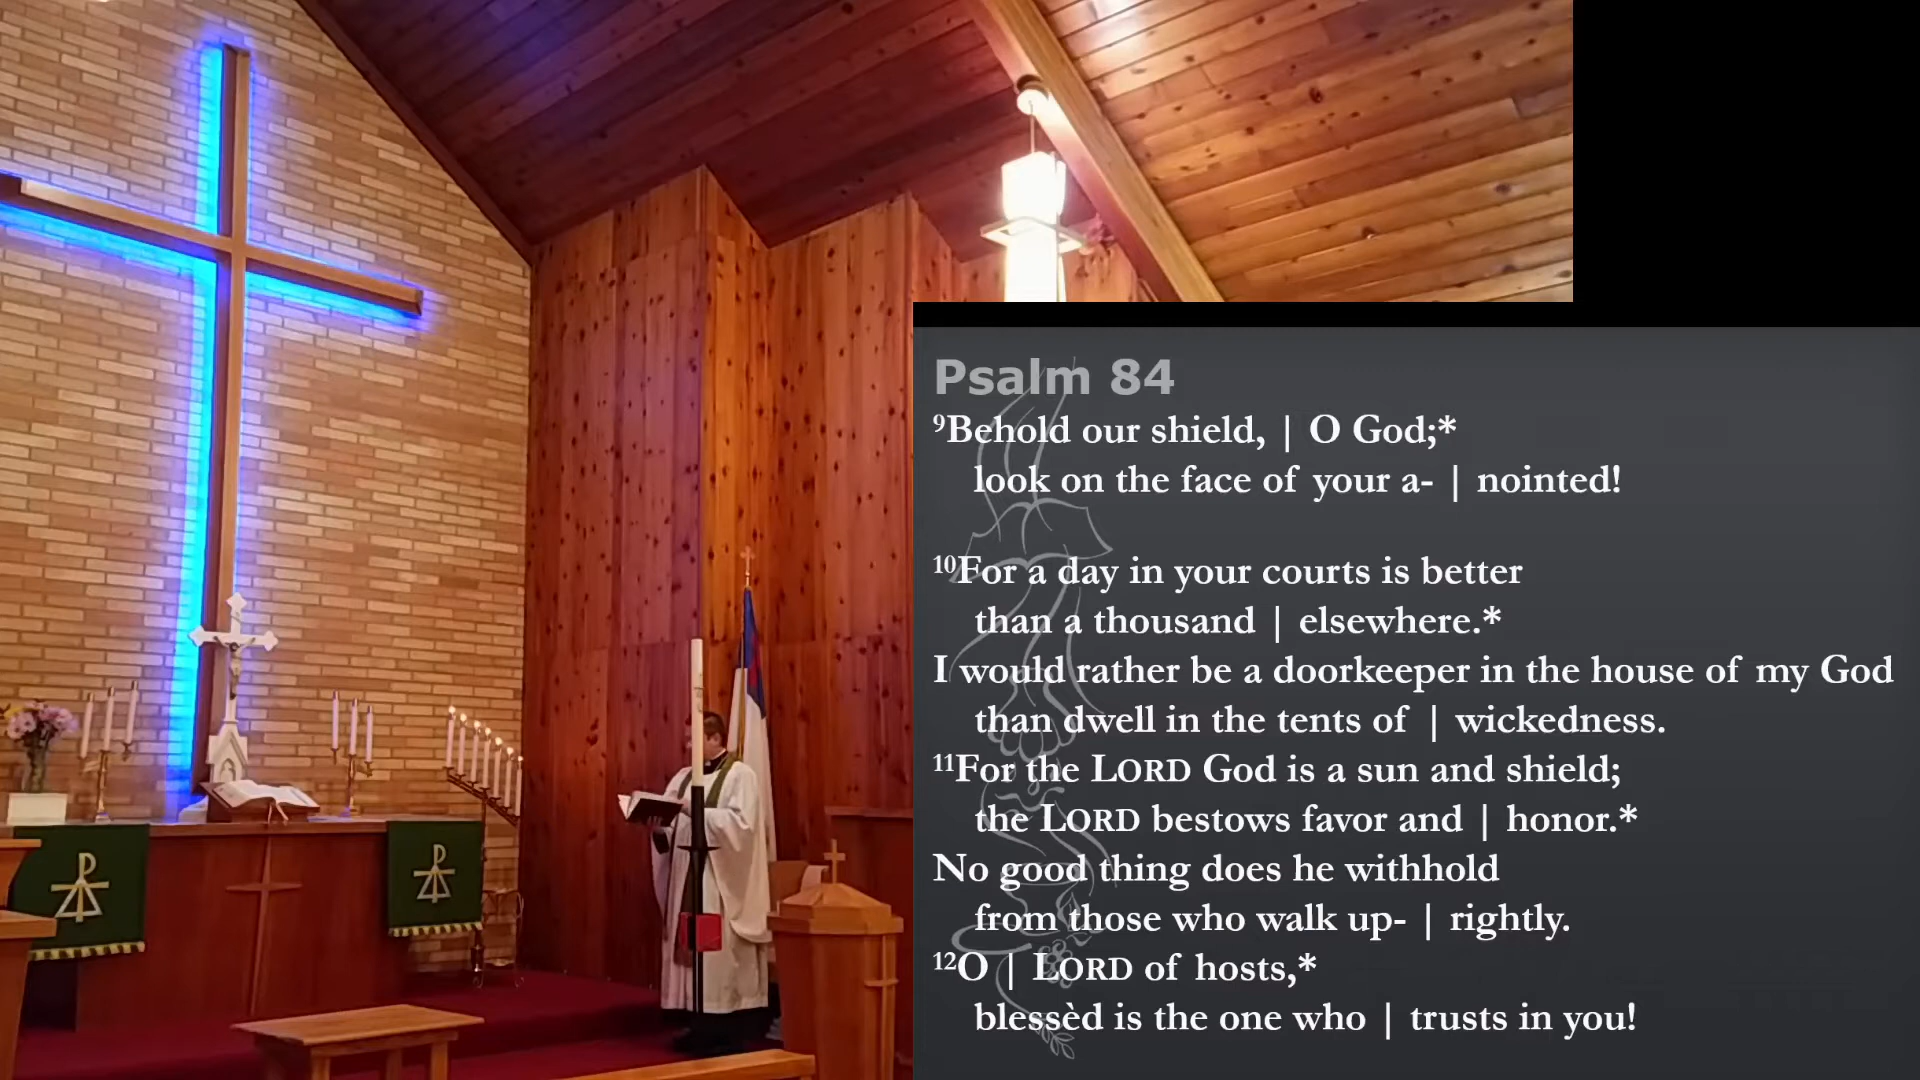 Psalm 84
⁹Behold our shield, | O God;*
look on the face of your a- | nointed!
¹⁰For a day in your courts is better
than a thousand | elsewhere.*
I would rather be a doorkeeper in the house of my God
than dwell in the tents of | wickedness.
¹¹For the LORD God is a sun and shield;
the LORD bestows favor and | honor.*
No good thing does he withhold
from those who walk up- | rightly.
¹²O | LORD of hosts,*
blessèd is the one who | trusts in you!